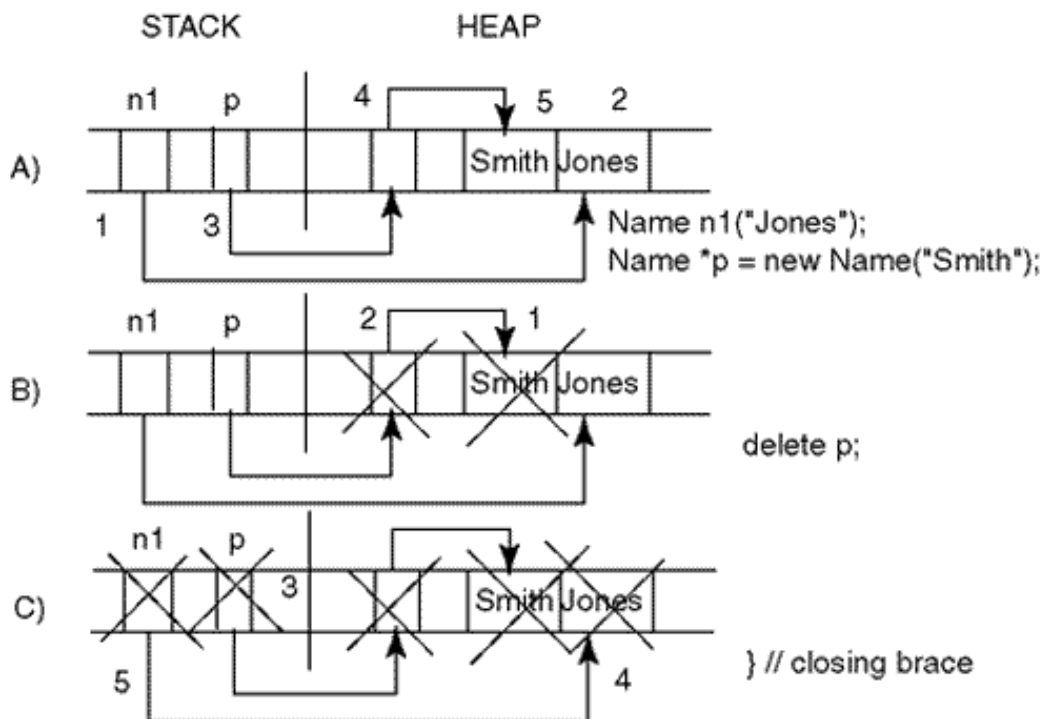 STACK HEAP
n1 p 4 5 2
A) Smith Jones
1 3
Name n1("Jones");
Name *p = new Name("Smith");
n1 p 2 1
B) Smith Jones
delete p;
n1 p
C) 3 Smith Jones
5 4 } // closing brace